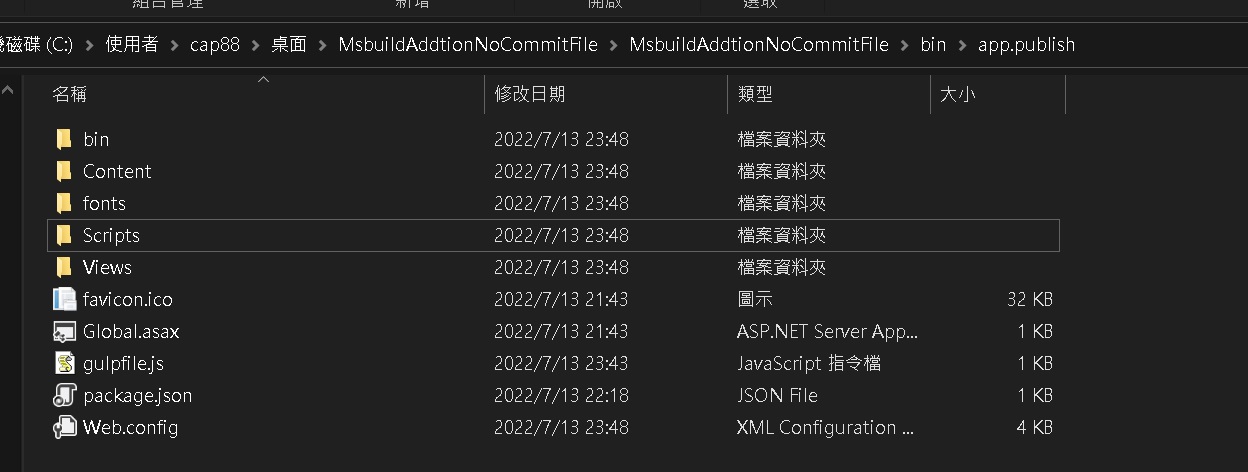 組合管理 新增 開啟 選取
磁碟 (C:) 使用者 cap88 桌面 MsbuildAddtionNoCommitFile MsbuildAddtionNoCommitFile bin app.publish
名稱 修改日期 類型 大小
bin 2022/7/13 23:48 檔案資料夾
Content 2022/7/13 23:48 檔案資料夾
fonts 2022/7/13 23:48 檔案資料夾
Scripts 2022/7/13 23:48 檔案資料夾
Views 2022/7/13 23:48 檔案資料夾
favicon.ico 2022/7/13 21:43 圖示 32 KB
Global.asax 2022/7/13 21:43 ASP.NET Server App... 1 KB
gulpfile.js 2022/7/13 23:43 JavaScript 指令檔 1 KB
package.json 2022/7/13 22:18 JSON File 1 KB
Web.config 2022/7/13 23:48 XML Configuration ... 4 KB